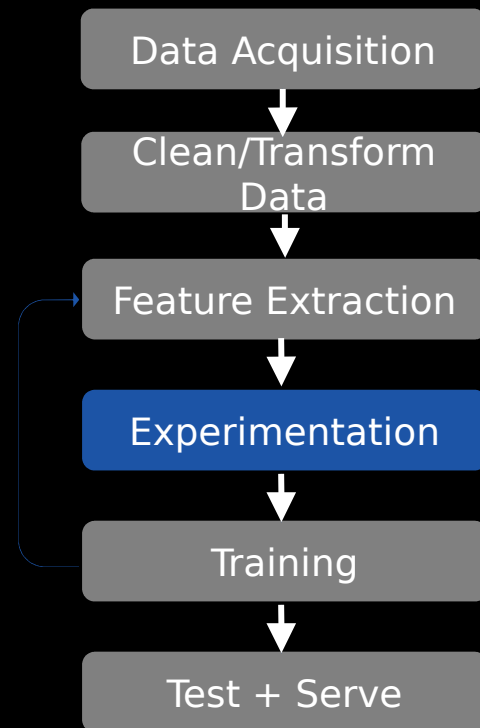 Data Acquisition
Clean/Transform
Data
Feature Extraction
Experimentation
Training
Test + Serve